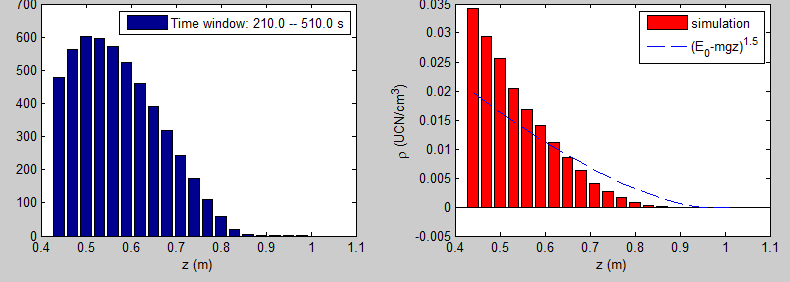 700
600
500
400
300
200
100
0
0.4 0.5 0.6 0.7 0.8 0.9 1 1.1
z (m)
Time window: 210.0 -- 510.0 s
0.035
0.03
0.025
0.02
0.015
0.01
0.005
0
-0.005
0.4 0.5 0.6 0.7 0.8 0.9 1 1.1
z (m)
ρ (UCN/cm³)
simulation
(E₀-mgz)¹·⁵